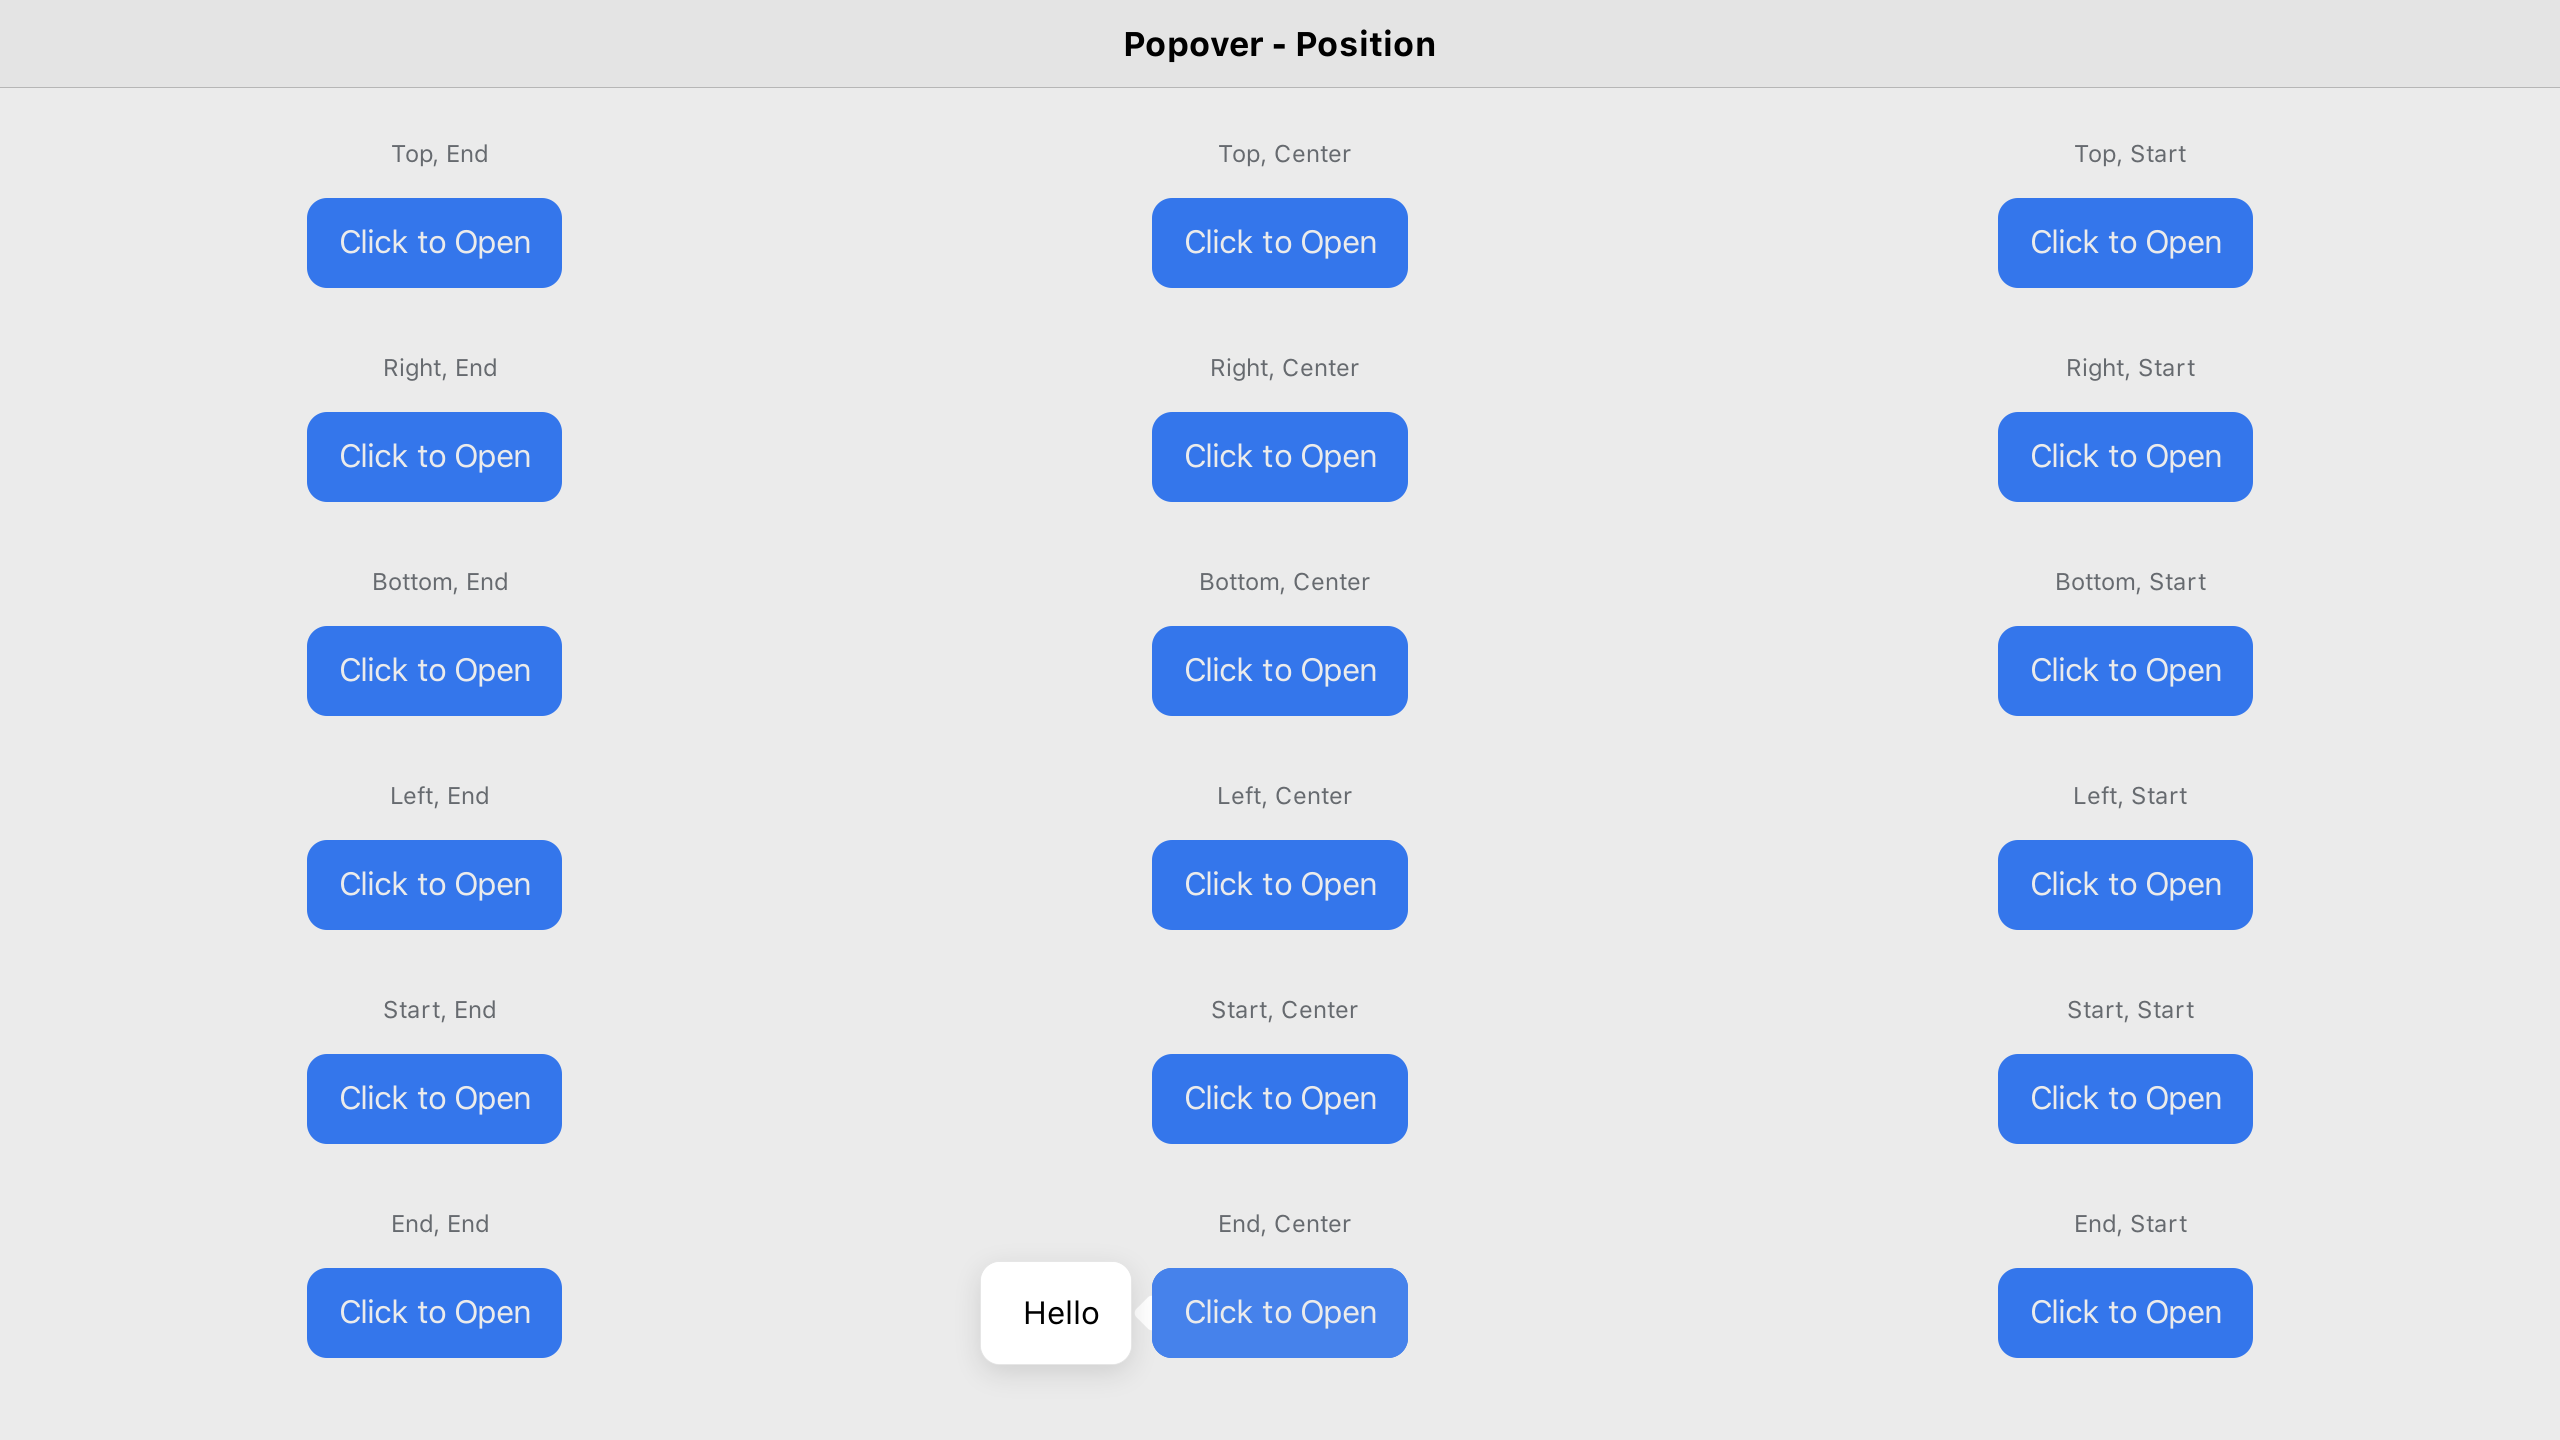 Popover - Position
Top, End
Top, Center
Top, Start
Click to Open
Click to Open
Click to Open
Right, End
Right, Center
Right, Start
Click to Open
Click to Open
Click to Open
Bottom, End
Bottom, Center
Bottom, Start
Click to Open
Click to Open
Click to Open
Left, End
Left, Center
Left, Start
Click to Open
Click to Open
Click to Open
Start, End
Start, Center
Start, Start
Click to Open
Click to Open
Click to Open
End, End
End, Center
End, Start
Click to Open
Hello
Click to Open
Click to Open